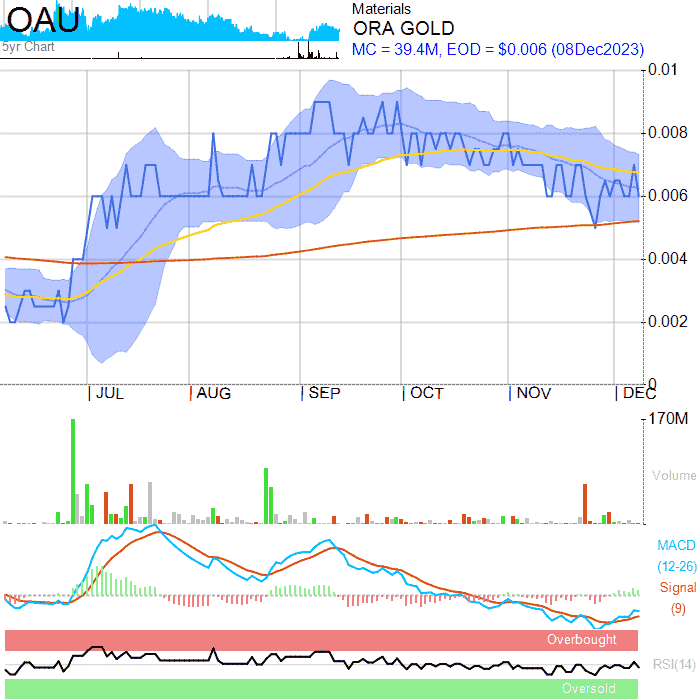 OAU
5yr Chart
Materials
ORA GOLD
MC = 39.4M, EOD = $0.006 (08Dec2023)
0.01
0.008
0.006
0.004
0.002
0
JUL AUG SEP OCT NOV DEC
170M
Volume
MACD
(12-26)
Signal
(9)
Overbought
RSI(14)
Oversold